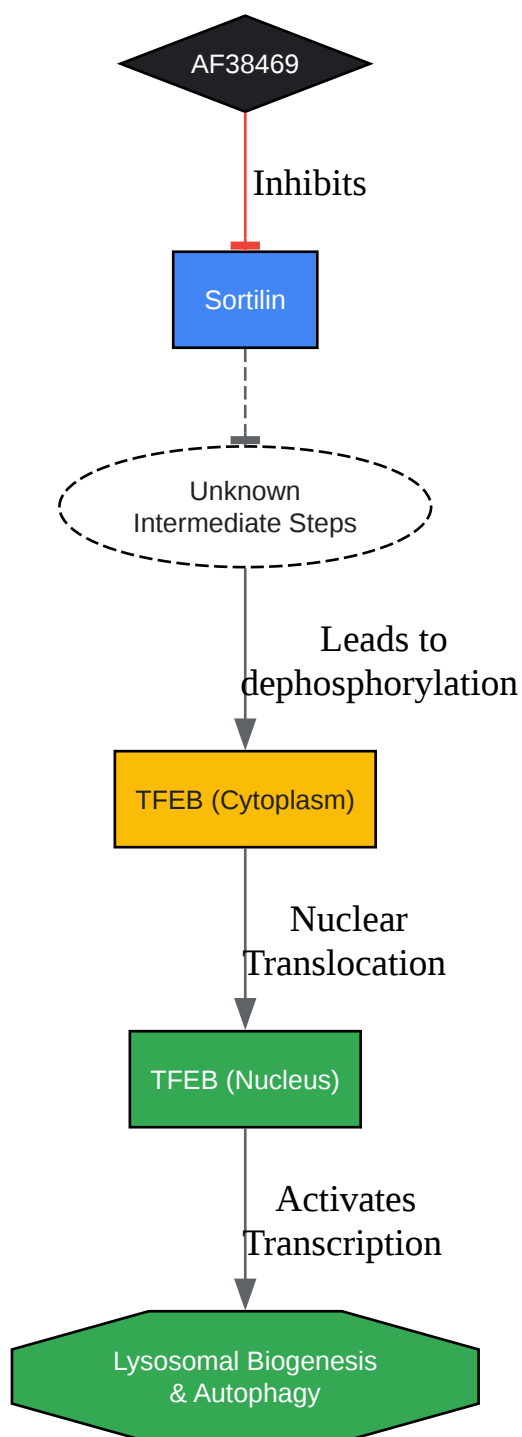 AF38469
Inhibits
Sortilin
Unknown
Intermediate Steps
Leads to
dephosphorylation
TFEB (Cytoplasm)
Nuclear
Translocation
TFEB (Nucleus)
Activates
Transcription
Lysosomal Biogenesis
& Autophagy